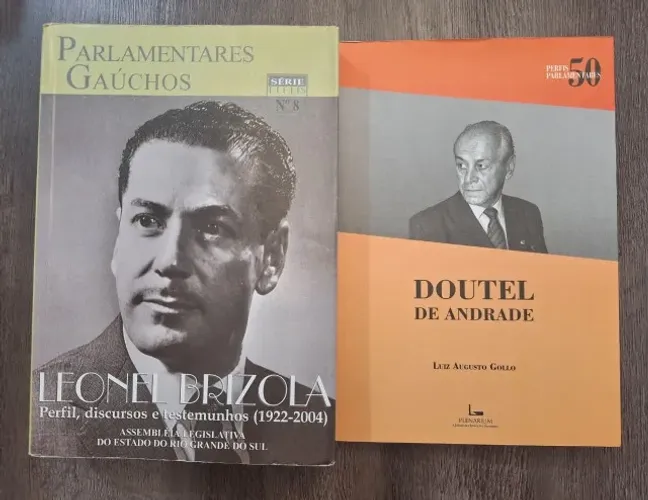 PARLAMENTARES
GAÚCHOS
SÉRIE
PERFIS
Nº 8
LEONEL BRIZOLA
Perfil, discursos e testemunhos (1922-2004)
ASSEMBLEIA LEGISLATIVA
DO ESTADO DO RIO GRANDE DO SUL
PERFIS
PARLAMENTARES
50
DOUTEL
DE ANDRADE
LUIZ AUGUSTO GOLLO
PLENARIUM